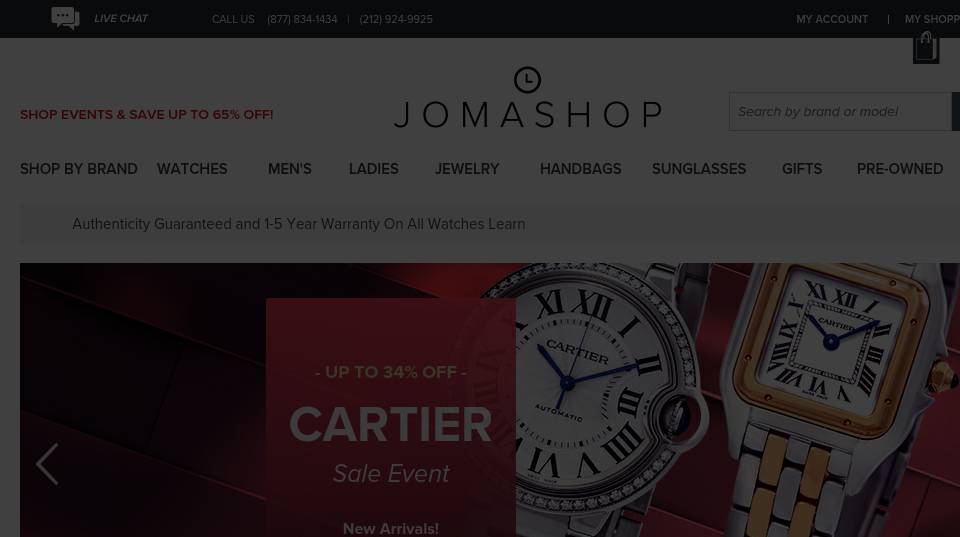 LIVE CHAT
CALL US (877) 834-1434 | (212) 924-9925
MY ACCOUNT | MY SHOPP
SHOP EVENTS & SAVE UP TO 65% OFF!
JOMASHOP
Search by brand or model
SHOP BY BRAND WATCHES MEN'S LADIES JEWELRY HANDBAGS SUNGLASSES GIFTS PRE-OWNED
Authenticity Guaranteed and 1-5 Year Warranty On All Watches Learn
- UP TO 34% OFF -
CARTIER
Sale Event
New Arrivals!
CARTIER
AUTOMATIC
CARTIER